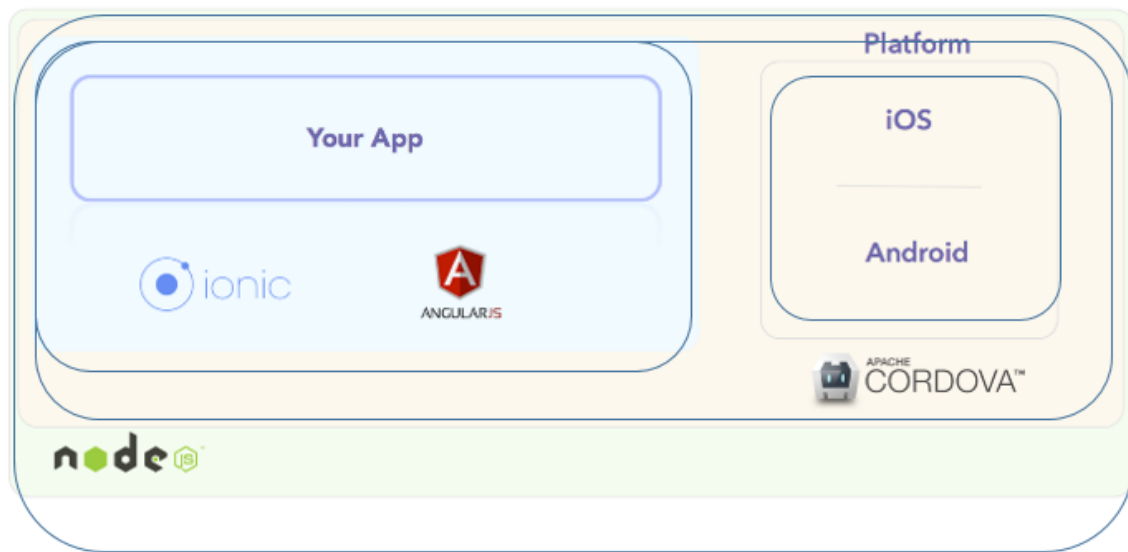 Platform
Your App
iOS
Android
ionic
ANGULARJS
APACHE
CORDOVA™
node
JS